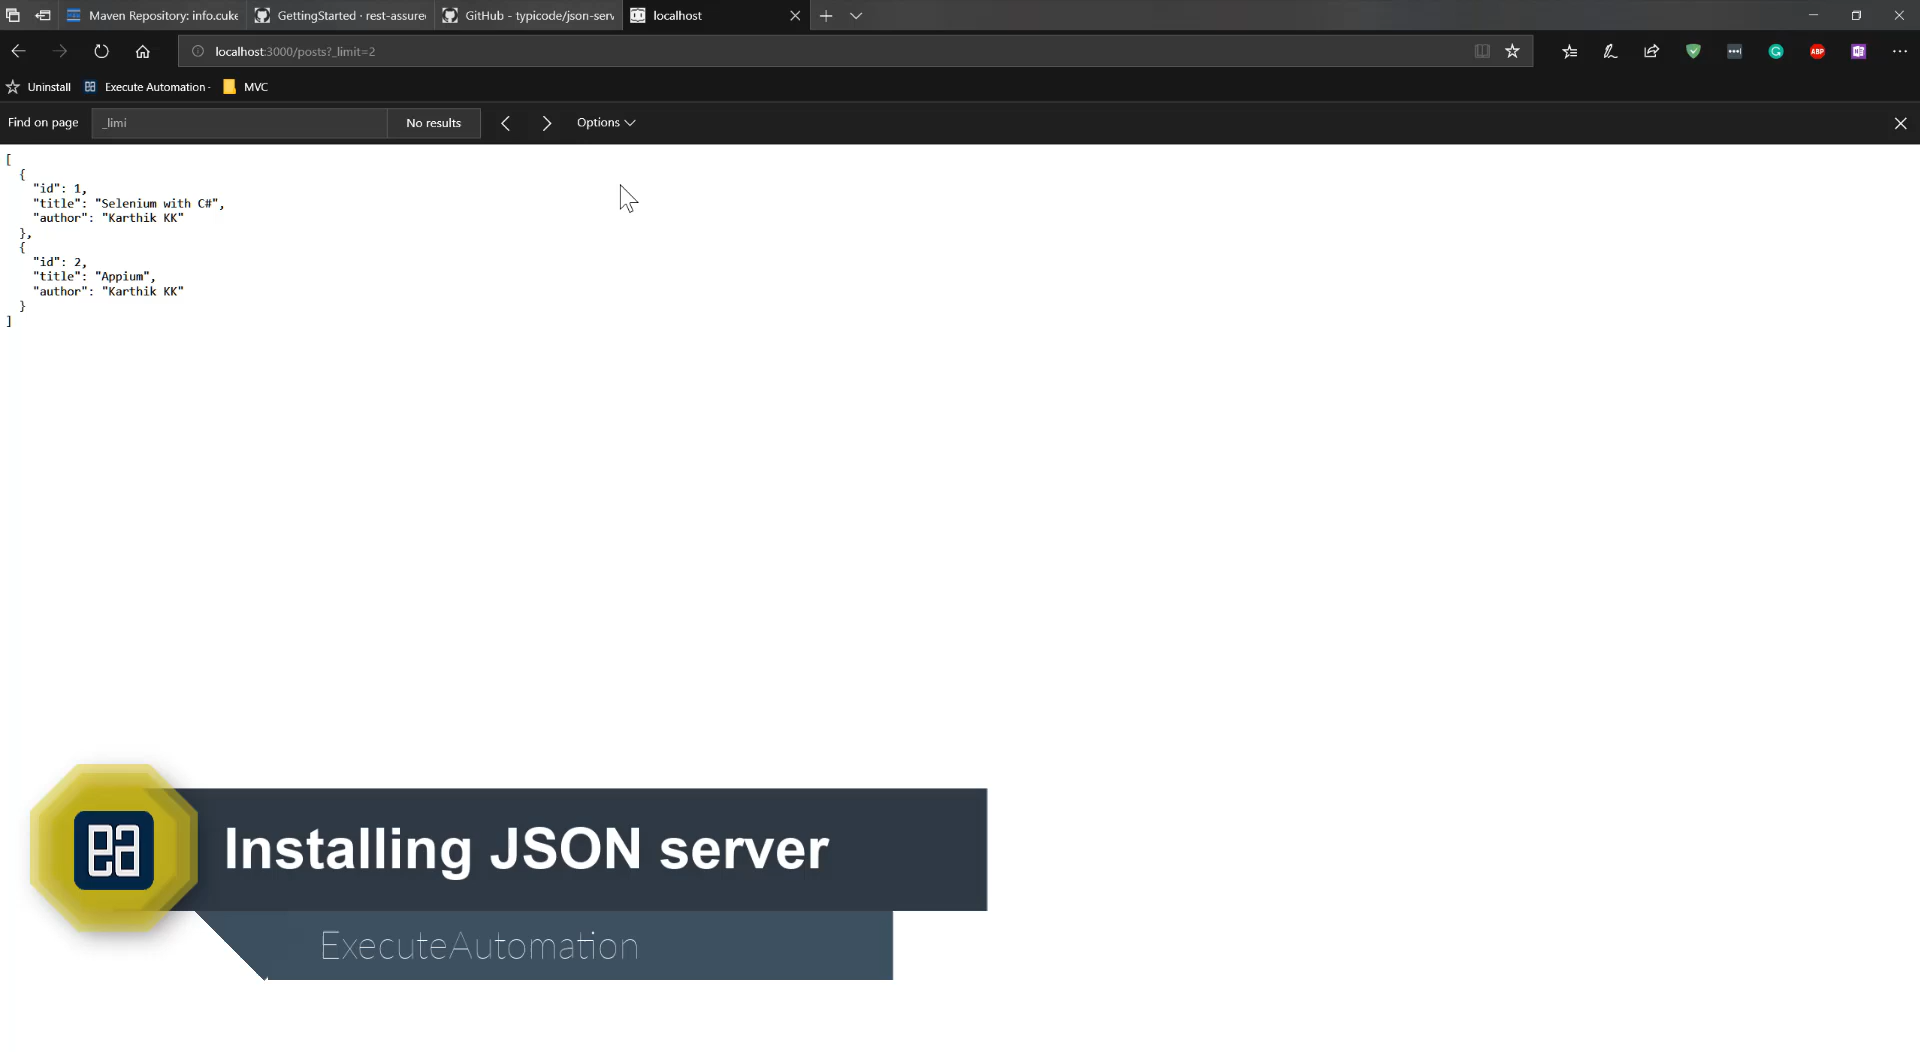 Maven Repository: info.cuke
GettingStarted · rest-assured
GitHub - typicode/json-serv
localhost
localhost:3000/posts?_limit=2
ABP
Uninstall
Execute Automation -
MVC
Find on page
_limi
No results
Options
[
{
"id": 1,
"title": "Selenium with C#",
"author": "Karthik KK"
},
{
"id": 2,
"title": "Appium",
"author": "Karthik KK"
}
]
Installing JSON server
ExecuteAutomation